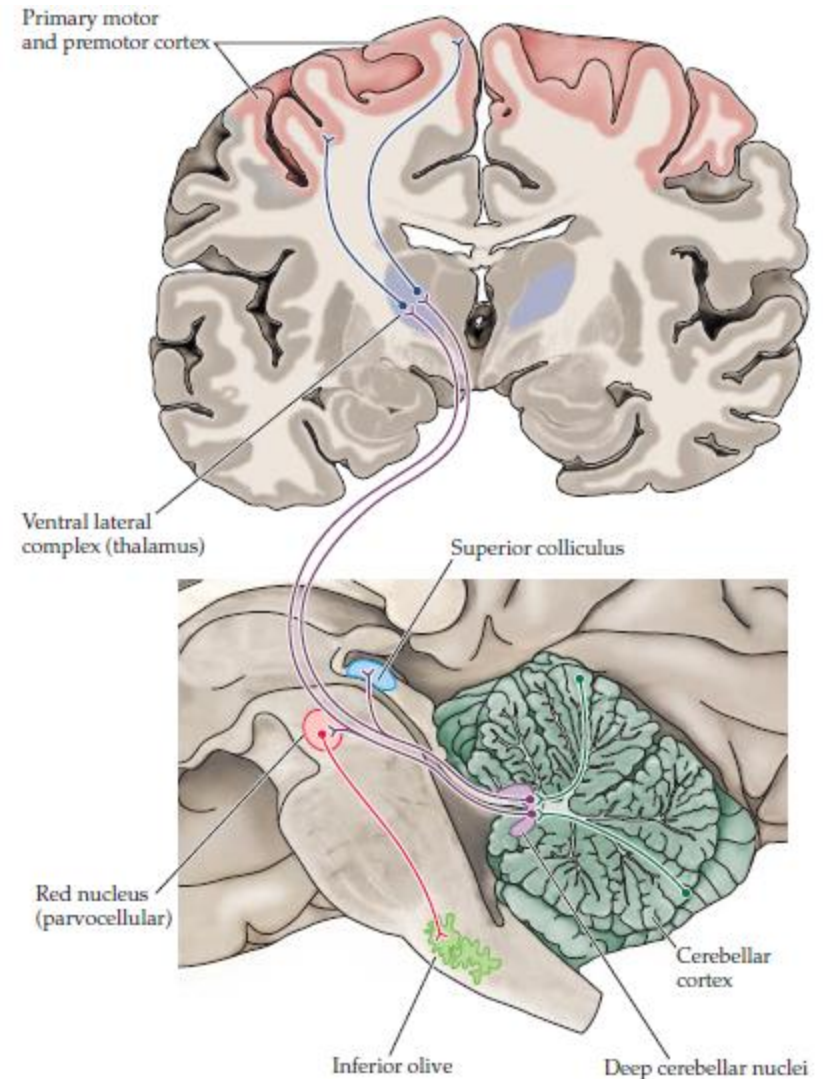 Primary motor
and premotor cortex
Ventral lateral
complex (thalamus)
Superior colliculus
Red nucleus
(parvocellular)
Cerebellar
cortex
Inferior olive
Deep cerebellar nuclei